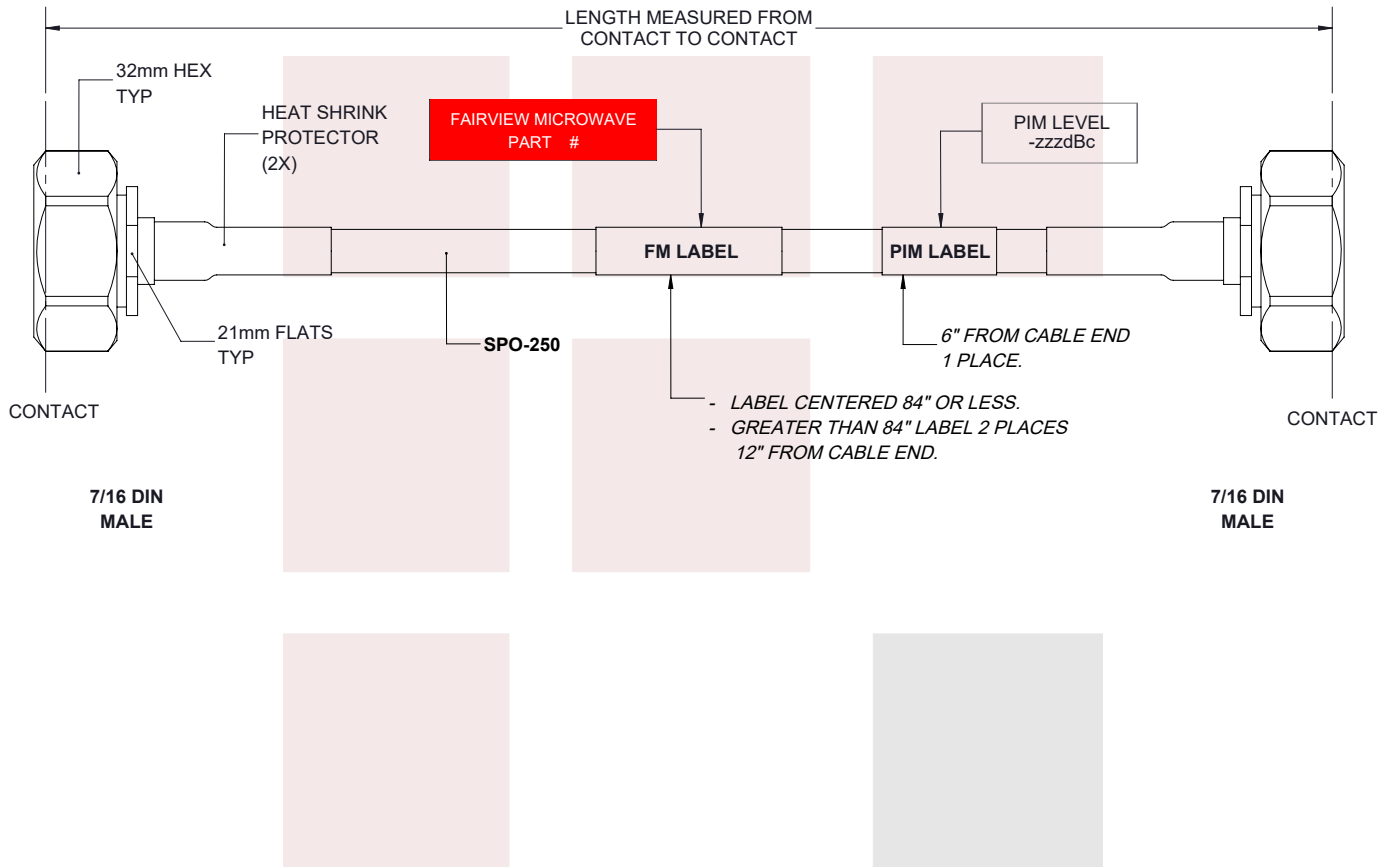 LENGTH MEASURED FROM
CONTACT TO CONTACT
32mm HEX
TYP
HEAT SHRINK
PROTECTOR
(2X)
FAIRVIEW MICROWAVE
PART #
PIM LEVEL
-zzzdBc
FM LABEL
PIM LABEL
21mm FLATS
TYP
SPO-250
6" FROM CABLE END
1 PLACE.
- LABEL CENTERED 84" OR LESS.
- GREATER THAN 84" LABEL 2 PLACES
12" FROM CABLE END.
CONTACT
CONTACT
7/16 DIN
MALE
7/16 DIN
MALE